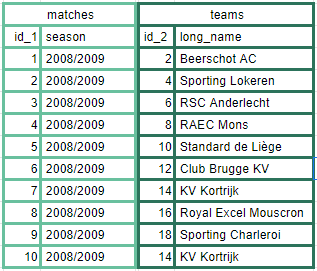 matches teams
id_1 season id_2 long_name
1 2008/2009 2 Beerschot AC
2 2008/2009 4 Sporting Lokeren
3 2008/2009 6 RSC Anderlecht
4 2008/2009 8 RAEC Mons
5 2008/2009 10 Standard de Liège
6 2008/2009 12 Club Brugge KV
7 2008/2009 14 KV Kortrijk
8 2008/2009 16 Royal Excel Mouscron
9 2008/2009 18 Sporting Charleroi
10 2008/2009 14 KV Kortrijk